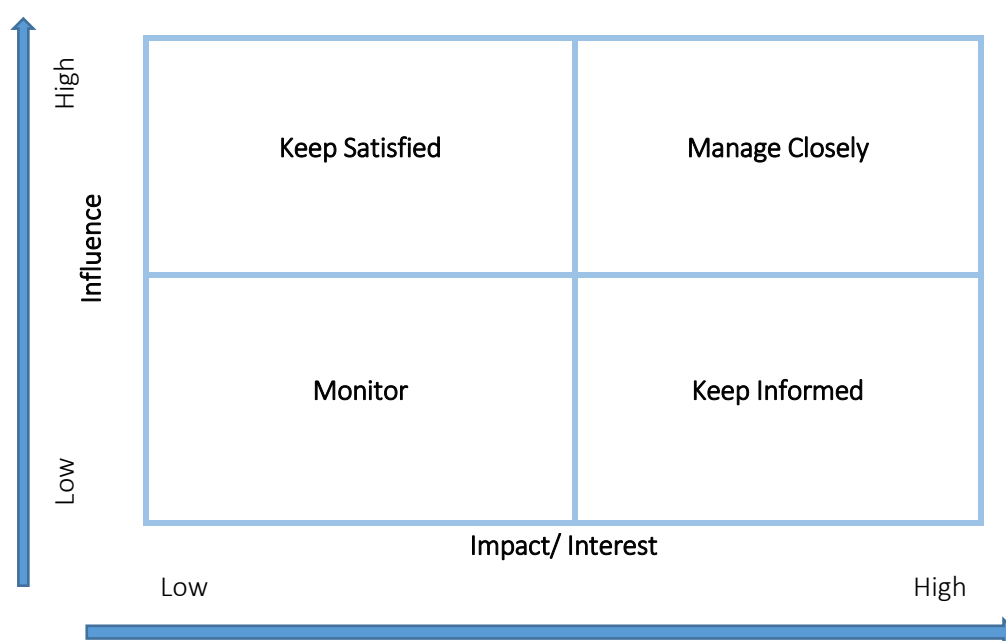 High
Keep Satisfied
Manage Closely
Influence
Monitor
Keep Informed
Low
Impact/ Interest
Low
High